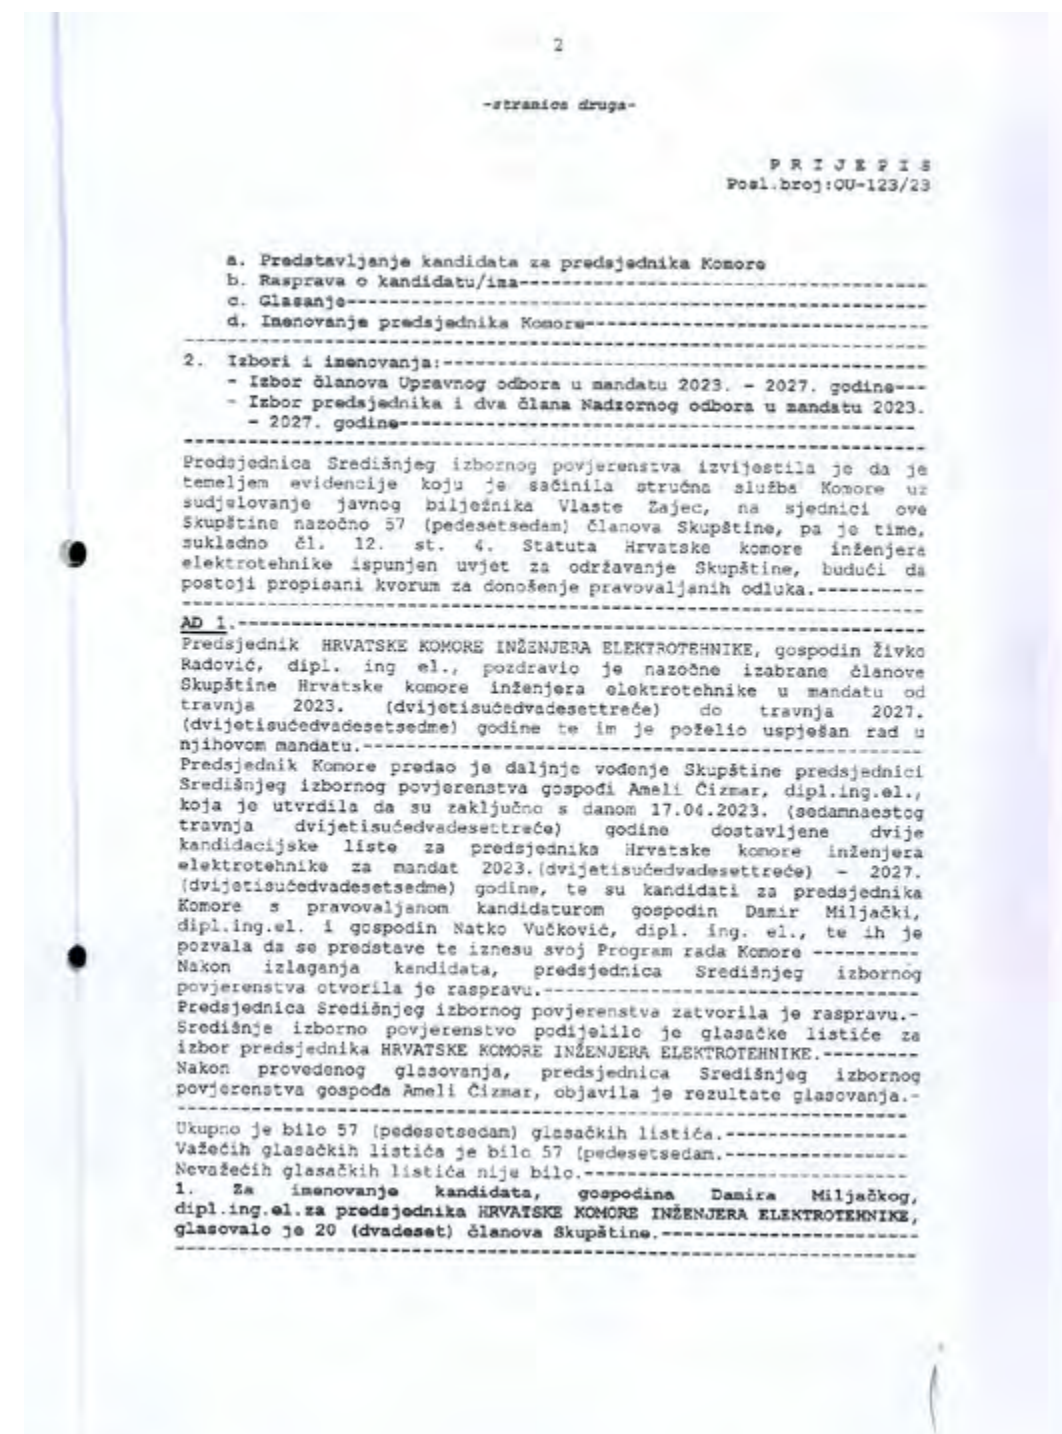 2
-stranica druga-
P R I J E P I S
Posl.broj:OU-123/23
a. Predstavljanje kandidata za predsjednika Komore
b. Rasprava o kandidatu/ima------------------------------------
c. Glasanje----------------------------------------------------
d. Imenovanje predsjednika Komore------------------------------
---------------------------------------------------------------
2. Izbori i imenovanja:-----------------------------------------
- Izbor članova Upravnog odbora u mandatu 2023. - 2027. godine---
- Izbor predsjednika i dva člana Nadzornog odbora u mandatu 2023.
- 2027. godine----------------------------------------------
---------------------------------------------------------------
Predsjednica Središnjeg izbornog povjerenstva izvijestila je da je
temeljem evidencije koju je sačinila stručna služba Komore uz
sudjelovanje javnog bilježnika Vlaste Zajec, na sjednici ove
Skupštine nazočno 57 (pedesetsedam) članova Skupštine, pa je time,
sukladno čl. 12. st. 4. Statuta Hrvatske komore inženjera
elektrotehnike ispunjen uvjet za održavanje Skupštine, budući da
postoji propisani kvorum za donošenje pravovaljanih odluka.----------
---------------------------------------------------------------
AD 1.----------------------------------------------------------
Predsjednik HRVATSKE KOMORE INŽENJERA ELEKTROTEHNIKE, gospodin Živko
Radović, dipl. ing el., pozdravio je nazočne izabrane članove
Skupštine Hrvatske komore inženjera elektrotehnike u mandatu od
travnja 2023. (dvijetisućedvadesettreće) do travnja 2027.
(dvijetisućedvadesetsedme) godine te im je poželio uspješan rad u
njihovom mandatu.-----------------------------------------------
Predsjednik Komore predao je daljnje vođenje Skupštine predsjednici
Središnjeg izbornog povjerenstva gospođi Ameli Čizmar, dipl.ing.el.,
koja je utvrdila da su zaključno s danom 17.04.2023. (sedamnaestog
travnja dvijetisućedvadesettreće) godine dostavljene dvije
kandidacijske liste za predsjednika Hrvatske komore inženjera
elektrotehnike za mandat 2023.(dvijetisućedvadesettreće) - 2027.
(dvijetisućedvadesetsedme) godine, te su kandidati za predsjednika
Komore s pravovaljanom kandidaturom gospodin Damir Miljački,
dipl.ing.el. i gospodin Natko Vučković, dipl. ing. el., te ih je
pozvala da se predstave te iznesu svoj Program rada Komore ----------
Nakon izlaganja kandidata, predsjednica Središnjeg izbornog
povjerenstva otvorila je raspravu.-----------------------------------
Predsjednica Središnjeg izbornog povjerenstva zatvorila je raspravu.-
Središnje izborno povjerenstvo podijelilo je glasačke listiće za
izbor predsjednika HRVATSKE KOMORE INŽENJERA ELEKTROTEHNIKE.---------
Nakon provedenog glasovanja, predsjednica Središnjeg izbornog
povjerenstva gospođa Ameli Čizmar, objavila je rezultate glasovanja.-
---------------------------------------------------------------
Ukupno je bilo 57 (pedesetsedam) glasačkih listića.-----------------
Važećih glasačkih listića je bilo 57 (pedesetsedam.-----------------
Nevažećih glasačkih listića nije bilo.------------------------------
1. Za imenovanje kandidata, gospodina Damira Miljačkog,
dipl.ing.el.za predsjednika HRVATSKE KOMORE INŽENJERA ELEKTROTEHNIKE,
glasovalo je 20 (dvadeset) članova Skupštine.------------------------
---------------------------------------------------------------